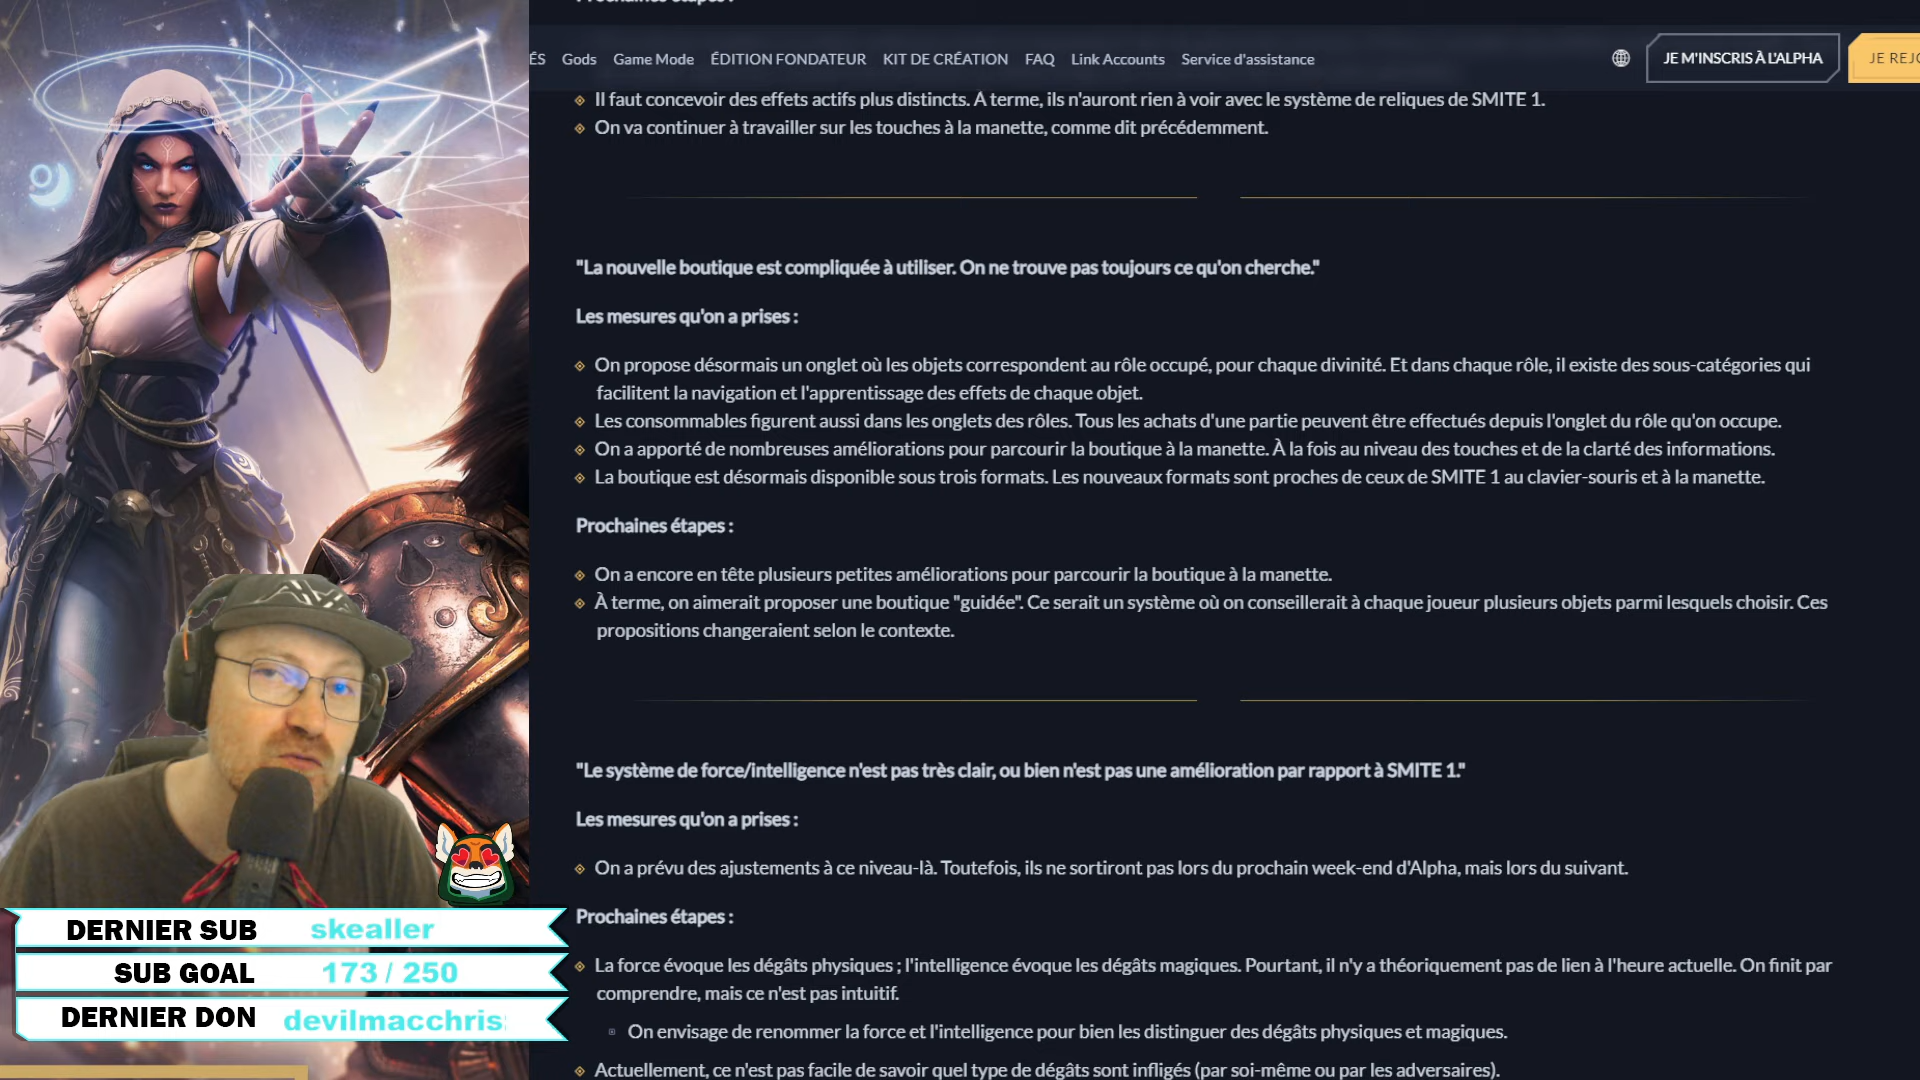 ÉS Gods Game Mode ÉDITION FONDATEUR KIT DE CRÉATION FAQ Link Accounts Service d'assistance JE M'INSCRIS À L'ALPHA
Il faut concevoir des effets actifs plus distincts. À terme, ils n'auront rien à voir avec le système de reliques de SMITE 1.
On va continuer à travailler sur les touches à la manette, comme dit précédemment.
"La nouvelle boutique est compliquée à utiliser. On ne trouve pas toujours ce qu'on cherche."
Les mesures qu'on a prises :
On propose désormais un onglet où les objets correspondent au rôle occupé, pour chaque divinité. Et dans chaque rôle, il existe des sous-catégories qui
facilitent la navigation et l'apprentissage des effets de chaque objet.
Les consommables figurent aussi dans les onglets des rôles. Tous les achats d'une partie peuvent être effectués depuis l'onglet du rôle qu'on occupe.
On a apporté de nombreuses améliorations pour parcourir la boutique à la manette. À la fois au niveau des touches et de la clarté des informations.
La boutique est désormais disponible sous trois formats. Les nouveaux formats sont proches de ceux de SMITE 1 au clavier-souris et à la manette.
Prochaines étapes :
On a encore en tête plusieurs petites améliorations pour parcourir la boutique à la manette.
À terme, on aimerait proposer une boutique "guidée". Ce serait un système où on conseillerait à chaque joueur plusieurs objets parmi lesquels choisir. Ces
propositions changeraient selon le contexte.
"Le système de force/intelligence n'est pas très clair, ou bien n'est pas une amélioration par rapport à SMITE 1."
Les mesures qu'on a prises :
On a prévu des ajustements à ce niveau-là. Toutefois, ils ne sortiront pas lors du prochain week-end d'Alpha, mais lors du suivant.
Prochaines étapes :
La force évoque les dégâts physiques ; l'intelligence évoque les dégâts magiques. Pourtant, il n'y a théoriquement pas de lien à l'heure actuelle. On finit par
comprendre, mais ce n'est pas intuitif.
On envisage de renommer la force et l'intelligence pour bien les distinguer des dégâts physiques et magiques.
Actuellement, ce n'est pas facile de savoir quel type de dégâts sont infligés (par soi-même ou par les adversaires).
DERNIER SUB skealler
SUB GOAL 173 / 250
DERNIER DON devilmacchris